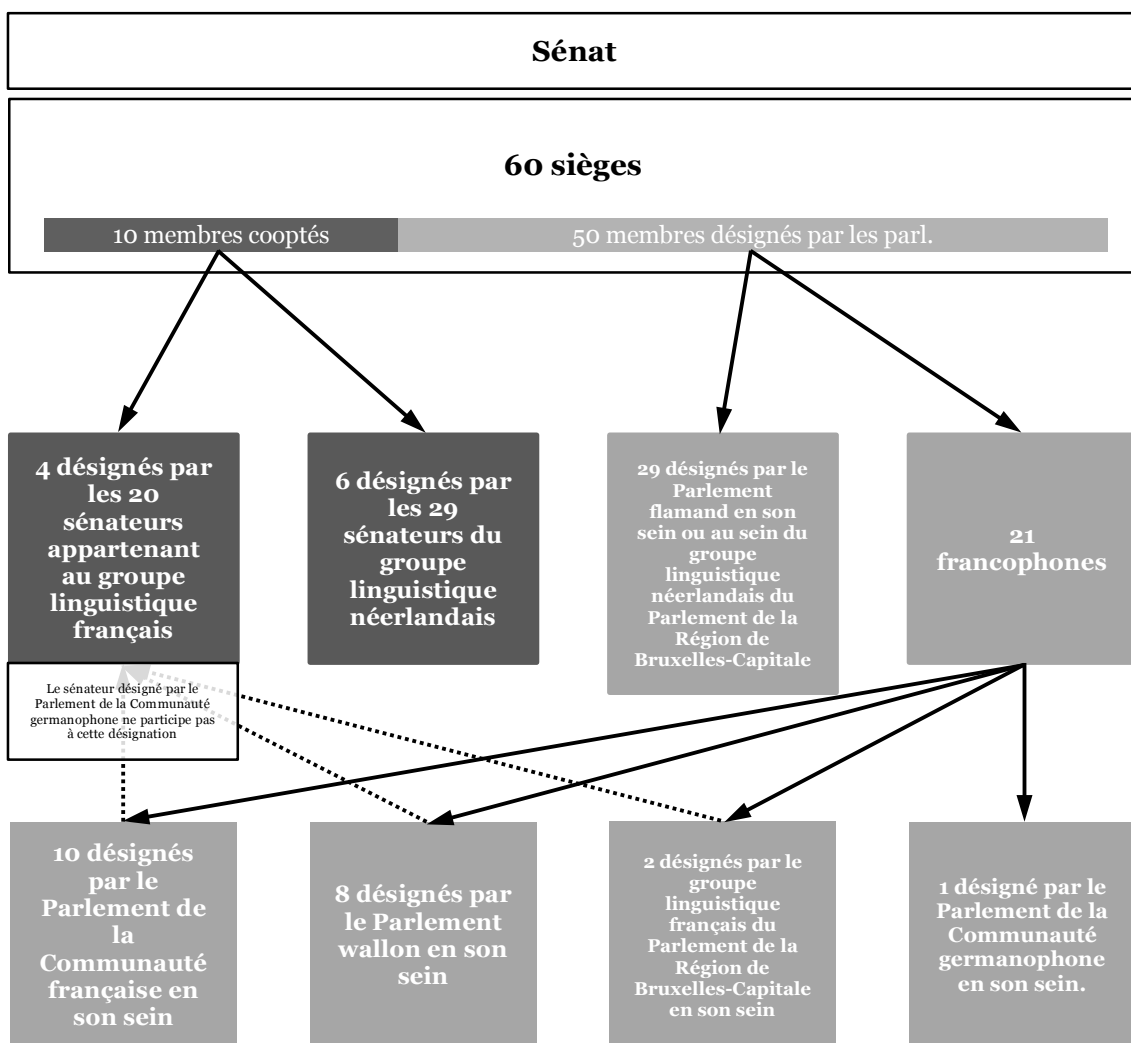 Sénat
60 sièges
10 membres cooptés
50 membres désignés par les parl.
4 désignés par
les 20
sénateurs
appartenant
au groupe
linguistique
français
6 désignés par
les 29
sénateurs du
groupe
linguistique
néerlandais
29 désignés par le
Parlement
flamand en son
sein ou au sein du
groupe
linguistique
néerlandais du
Parlement de la
Région de
Bruxelles-Capitale
21
francophones
Le sénateur désigné par le
Parlement de la Communauté
germanophone ne participe pas
à cette désignation
10 désignés
par le
Parlement de
la
Communauté
française en
son sein
8 désignés par
le Parlement
wallon en son
sein
2 désignés par le
groupe
linguistique
français du
Parlement de la
Région de
Bruxelles-Capitale
en son sein
1 désigné par le
Parlement de la
Communauté
germanophone
en son sein.